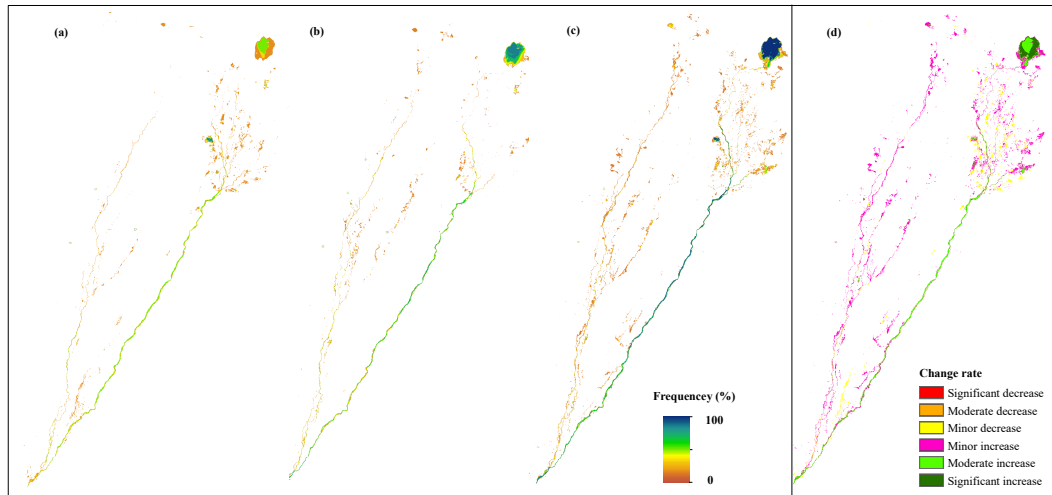 (a)
(b)
(c)
(d)
Frequencey (%)
100
0
Change rate
Significant decrease
Moderate decrease
Minor decrease
Minor increase
Moderate increase
Significant increase